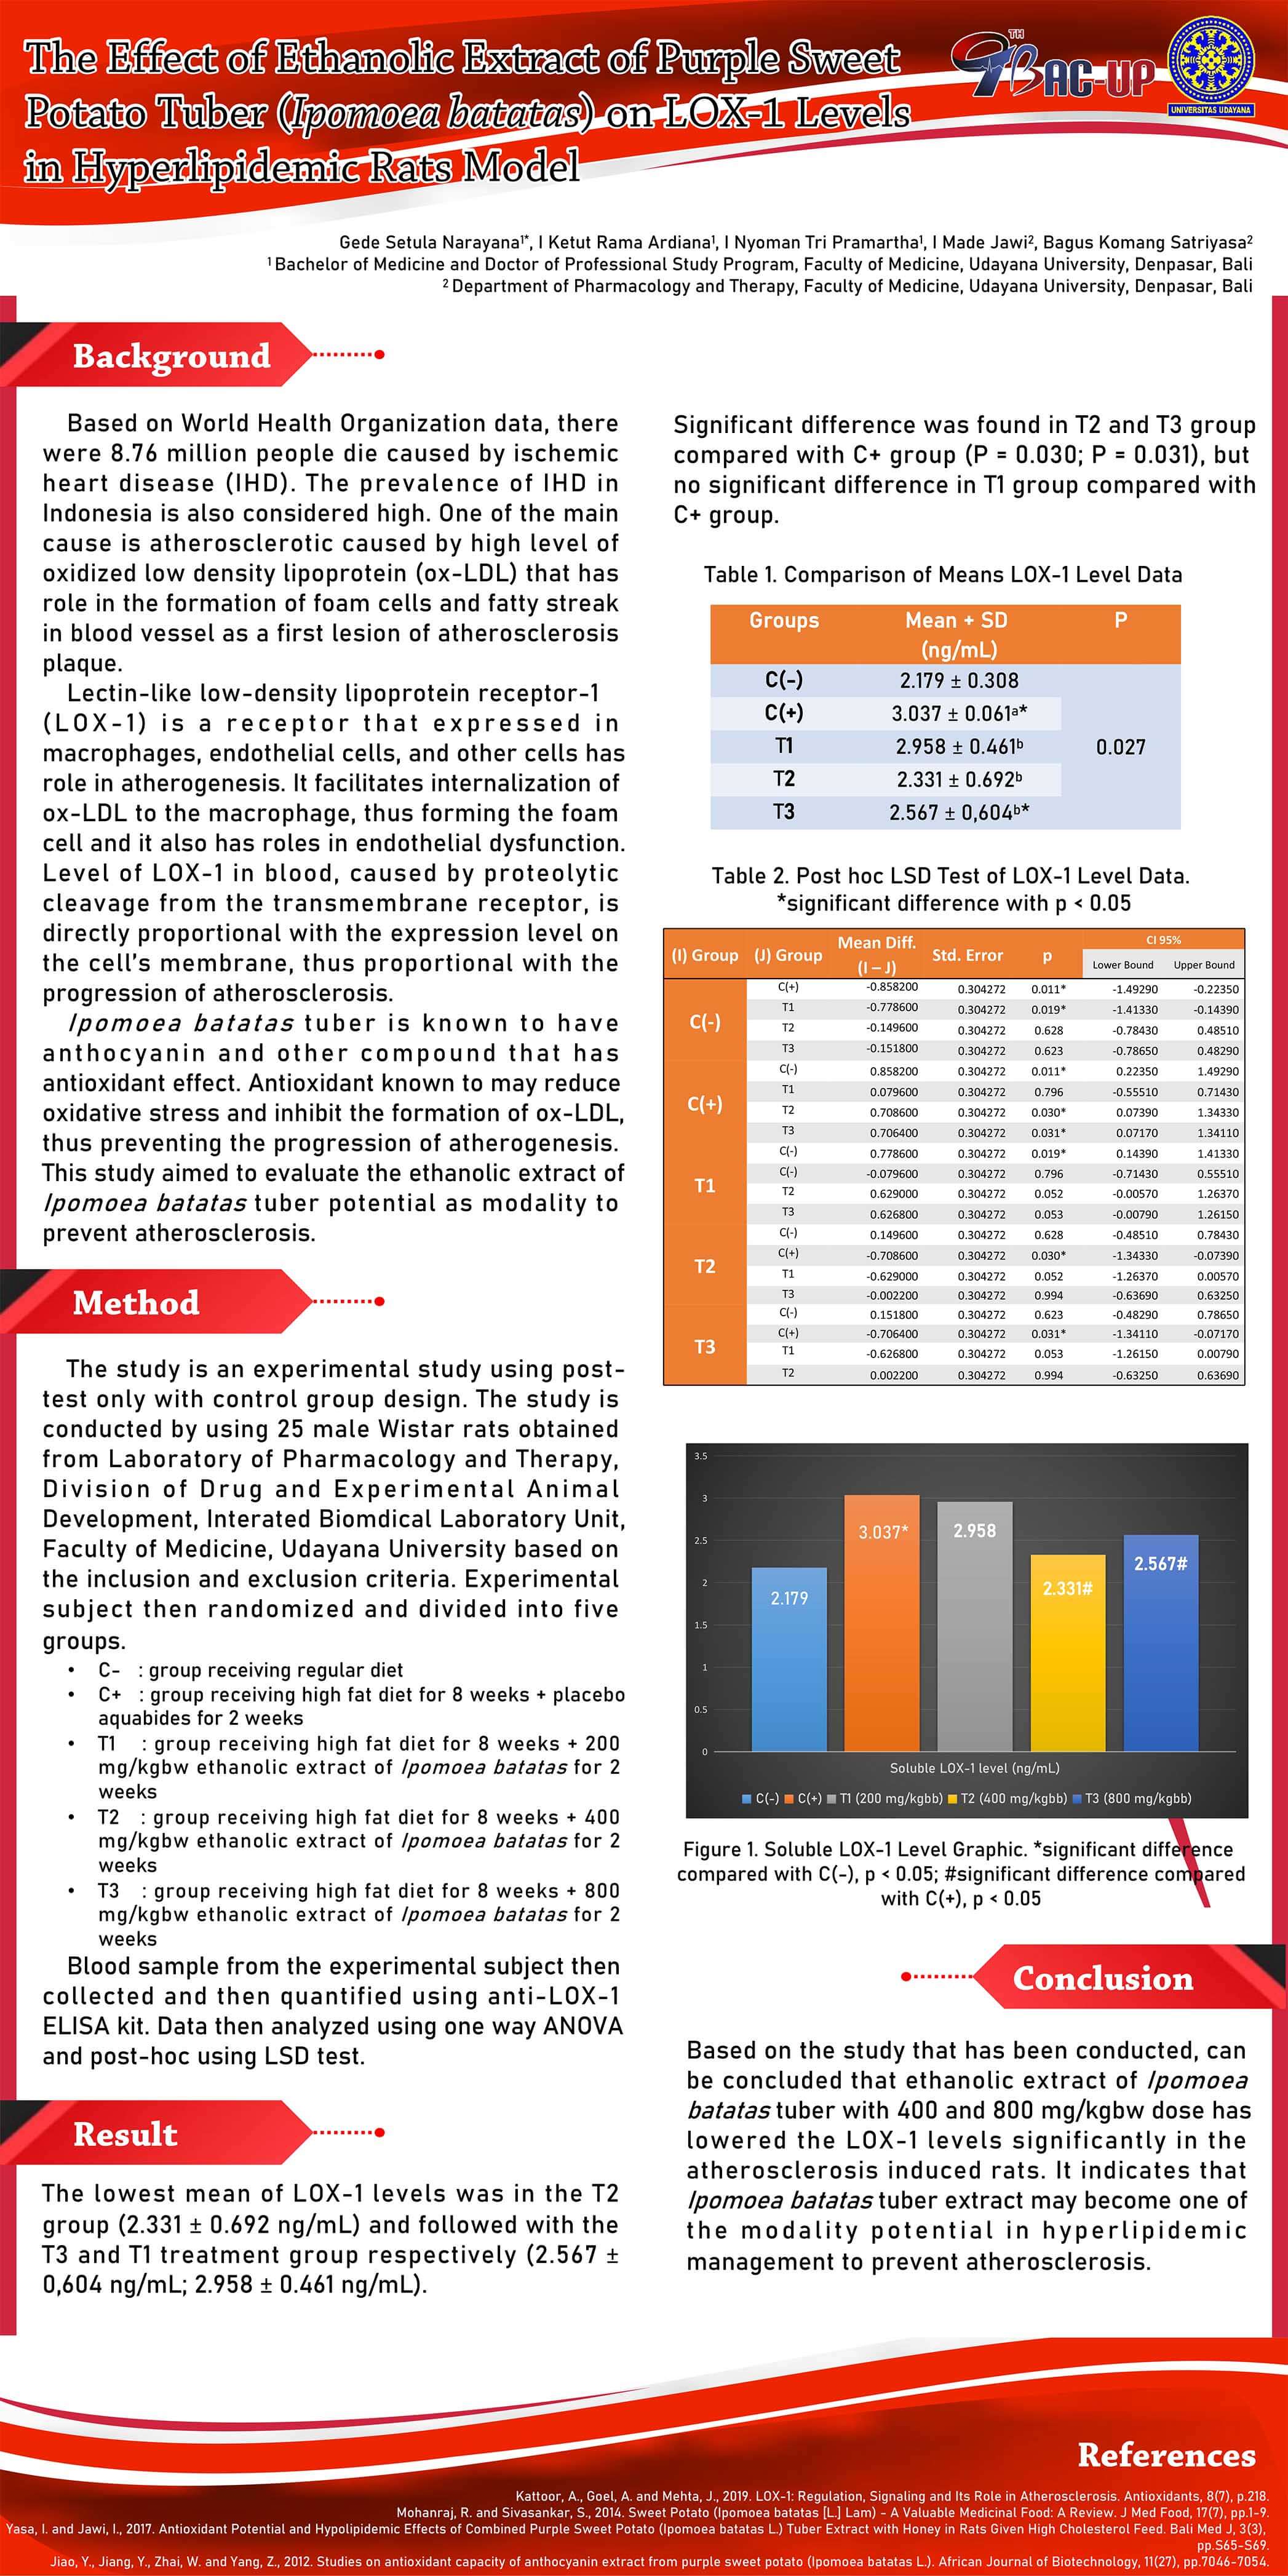 The Effect of Ethanolic Extract of Purple Sweet
Potato Tuber (Ipomoea batatas) on LOX-1 Levels
in Hyperlipidemic Rats Model
9TH BAC-UP
UNIVERSITAS UDAYANA
Gede Setula Narayana¹*, I Ketut Rama Ardiana¹, I Nyoman Tri Pramartha¹, I Made Jawi², Bagus Komang Satriyasa²
¹ Bachelor of Medicine and Doctor of Professional Study Program, Faculty of Medicine, Udayana University, Denpasar, Bali
² Department of Pharmacology and Therapy, Faculty of Medicine, Udayana University, Denpasar, Bali
Background
Based on World Health Organization data, there
were 8.76 million people die caused by ischemic
heart disease (IHD). The prevalence of IHD in
Indonesia is also considered high. One of the main
cause is atherosclerotic caused by high level of
oxidized low density lipoprotein (ox-LDL) that has
role in the formation of foam cells and fatty streak
in blood vessel as a first lesion of atherosclerosis
plaque.
Lectin-like low-density lipoprotein receptor-1
(LOX-1) is a receptor that expressed in
macrophages, endothelial cells, and other cells has
role in atherogenesis. It facilitates internalization of
ox-LDL to the macrophage, thus forming the foam
cell and it also has roles in endothelial dysfunction.
Level of LOX-1 in blood, caused by proteolytic
cleavage from the transmembrane receptor, is
directly proportional with the expression level on
the cell's membrane, thus proportional with the
progression of atherosclerosis.
Ipomoea batatas tuber is known to have
anthocyanin and other compound that has
antioxidant effect. Antioxidant known to may reduce
oxidative stress and inhibit the formation of ox-LDL,
thus preventing the progression of atherogenesis.
This study aimed to evaluate the ethanolic extract of
Ipomoea batatas tuber potential as modality to
prevent atherosclerosis.
Method
The study is an experimental study using post-
test only with control group design. The study is
conducted by using 25 male Wistar rats obtained
from Laboratory of Pharmacology and Therapy,
Division of Drug and Experimental Animal
Development, Interated Biomdical Laboratory Unit,
Faculty of Medicine, Udayana University based on
the inclusion and exclusion criteria. Experimental
subject then randomized and divided into five
groups.
• C- : group receiving regular diet
• C+ : group receiving high fat diet for 8 weeks + placebo
aquabides for 2 weeks
• T1 : group receiving high fat diet for 8 weeks + 200
mg/kgbw ethanolic extract of Ipomoea batatas for 2
weeks
• T2 : group receiving high fat diet for 8 weeks + 400
mg/kgbw ethanolic extract of Ipomoea batatas for 2
weeks
• T3 : group receiving high fat diet for 8 weeks + 800
mg/kgbw ethanolic extract of Ipomoea batatas for 2
weeks
Blood sample from the experimental subject then
collected and then quantified using anti-LOX-1
ELISA kit. Data then analyzed using one way ANOVA
and post-hoc using LSD test.
Result
The lowest mean of LOX-1 levels was in the T2
group (2.331 ± 0.692 ng/mL) and followed with the
T3 and T1 treatment group respectively (2.567 ±
0,604 ng/mL; 2.958 ± 0.461 ng/mL).
Significant difference was found in T2 and T3 group
compared with C+ group (P = 0.030; P = 0.031), but
no significant difference in T1 group compared with
C+ group.
Table 1. Comparison of Means LOX-1 Level Data
Groups Mean + SD P
(ng/mL)
C(-) 2.179 ± 0.308
C(+) 3.037 ± 0.061ᵃ*
T1 2.958 ± 0.461ᵇ 0.027
T2 2.331 ± 0.692ᵇ
T3 2.567 ± 0,604ᵇ*
Table 2. Post hoc LSD Test of LOX-1 Level Data.
*significant difference with p < 0.05
(I) Group (J) Group Mean Diff. (I – J) Std. Error p CI 95%
Lower Bound Upper Bound
C(-) C(+) -0.858200 0.304272 0.011* -1.49290 -0.22350
T1 -0.778600 0.304272 0.019* -1.41330 -0.14390
T2 -0.149600 0.304272 0.628 -0.78430 0.48510
T3 -0.151800 0.304272 0.623 -0.78650 0.48290
C(+) C(-) 0.858200 0.304272 0.011* 0.22350 1.49290
T1 0.079600 0.304272 0.796 -0.55510 0.71430
T2 0.708600 0.304272 0.030* 0.07390 1.34330
T3 0.706400 0.304272 0.031* 0.07170 1.34110
T1 C(-) 0.778600 0.304272 0.019* 0.14390 1.41330
C(-) -0.079600 0.304272 0.796 -0.71430 0.55510
T2 0.629000 0.304272 0.052 -0.00570 1.26370
T3 0.626800 0.304272 0.053 -0.00790 1.26150
T2 C(-) 0.149600 0.304272 0.628 -0.48510 0.78430
C(+) -0.708600 0.304272 0.030* -1.34330 -0.07390
T1 -0.629000 0.304272 0.052 -1.26370 0.00570
T3 -0.002200 0.304272 0.994 -0.63690 0.63250
T3 C(-) 0.151800 0.304272 0.623 -0.48290 0.78650
C(+) -0.706400 0.304272 0.031* -1.34110 -0.07170
T1 -0.626800 0.304272 0.053 -1.26150 0.00790
T2 0.002200 0.304272 0.994 -0.63250 0.63690
3.5
3
2.5
2
1.5
1
0.5
0
2.179
3.037*
2.958
2.331#
2.567#
Soluble LOX-1 level (ng/mL)
C(-) C(+) T1 (200 mg/kgbb) T2 (400 mg/kgbb) T3 (800 mg/kgbb)
Figure 1. Soluble LOX-1 Level Graphic. *significant difference
compared with C(-), p < 0.05; #significant difference compared
with C(+), p < 0.05
Conclusion
Based on the study that has been conducted, can
be concluded that ethanolic extract of Ipomoea
batatas tuber with 400 and 800 mg/kgbw dose has
lowered the LOX-1 levels significantly in the
atherosclerosis induced rats. It indicates that
Ipomoea batatas tuber extract may become one of
the modality potential in hyperlipidemic
management to prevent atherosclerosis.
References
Kattoor, A., Goel, A. and Mehta, J., 2019. LOX-1: Regulation, Signaling and Its Role in Atherosclerosis. Antioxidants, 8(7), p.218.
Mohanraj, R. and Sivasankar, S., 2014. Sweet Potato (Ipomoea batatas [L.] Lam) - A Valuable Medicinal Food: A Review. J Med Food, 17(7), pp.1-9.
Yasa, I. and Jawi, I., 2017. Antioxidant Potential and Hypolipidemic Effects of Combined Purple Sweet Potato (Ipomoea batatas L.) Tuber Extract with Honey in Rats Given High Cholesterol Feed. Bali Med J, 3(3),
pp.S65-S69.
Jiao, Y., Jiang, Y., Zhai, W. and Yang, Z., 2012. Studies on antioxidant capacity of anthocyanin extract from purple sweet potato (Ipomoea batatas L.). African Journal of Biotechnology, 11(27), pp.7046-7054.